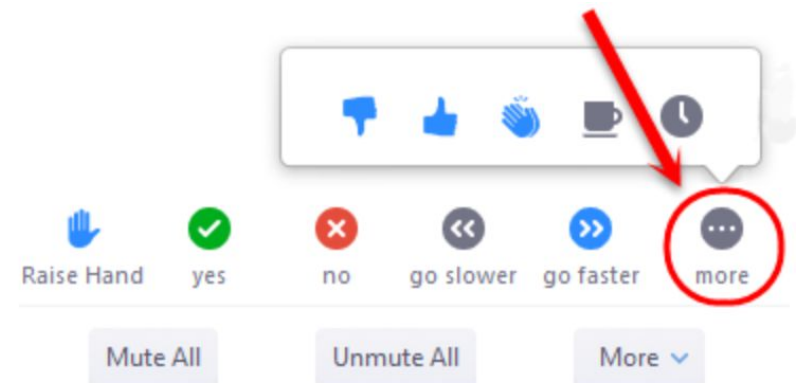 Raise Hand yes no go slower go faster more
Mute All Unmute All More